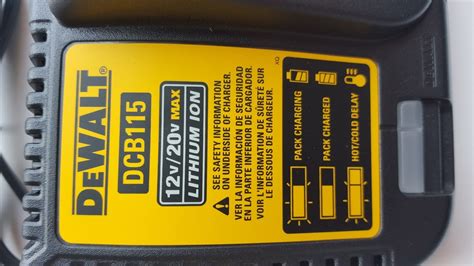 DEWALT
DCB115
12V/20V MAX
LITHIUM ION
SEE SAFETY INFORMATION
ON UNDERSIDE OF CHARGER.
VER LA INFORMACION DE SEGURIDAD
EN LA PARTE INFERIOR DE CARGADOR.
VOIR L'INFORMATION DE SÛRETÉ SUR
LE DESSOUS DE CHARGEUR.
PACK CHARGING
PACK CHARGED
HOT/COLD DELAY